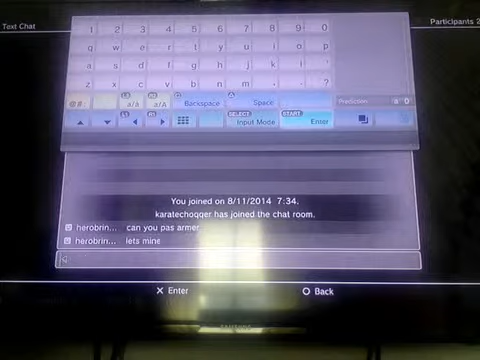 Text Chat
Participants 2
1 2 3 4 5 6 7 8 9 0
q w e r t y u i o p
a s d f g h j k l '
z x c v b n m , . ?
@#: a/à a/A Backspace Space Prediction a
SELECT START
Input Mode Enter
You joined on 8/11/2014 7:34.
karatechoqqer has joined the chat room.
herobrin... can you pas armer
herobrin... lets mine
Enter Back
SAMSUNG